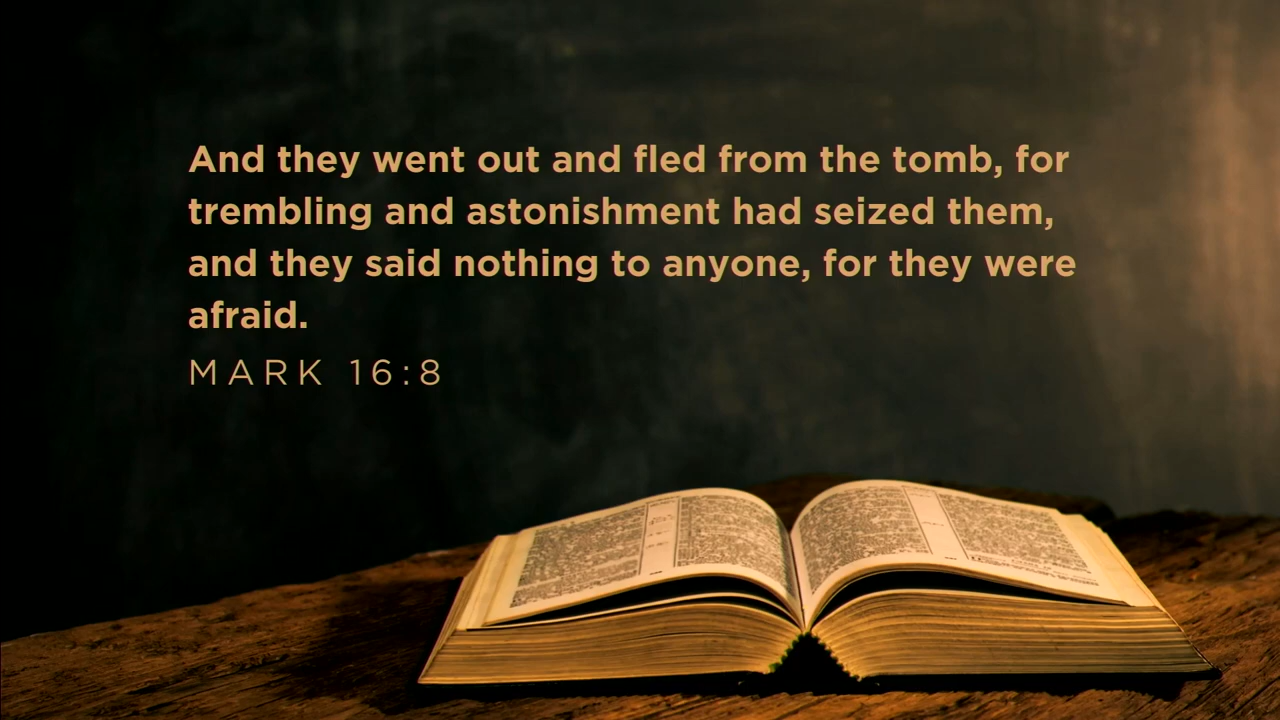 And they went out and fled from the tomb, for
trembling and astonishment had seized them,
and they said nothing to anyone, for they were
afraid.
MARK 16:8